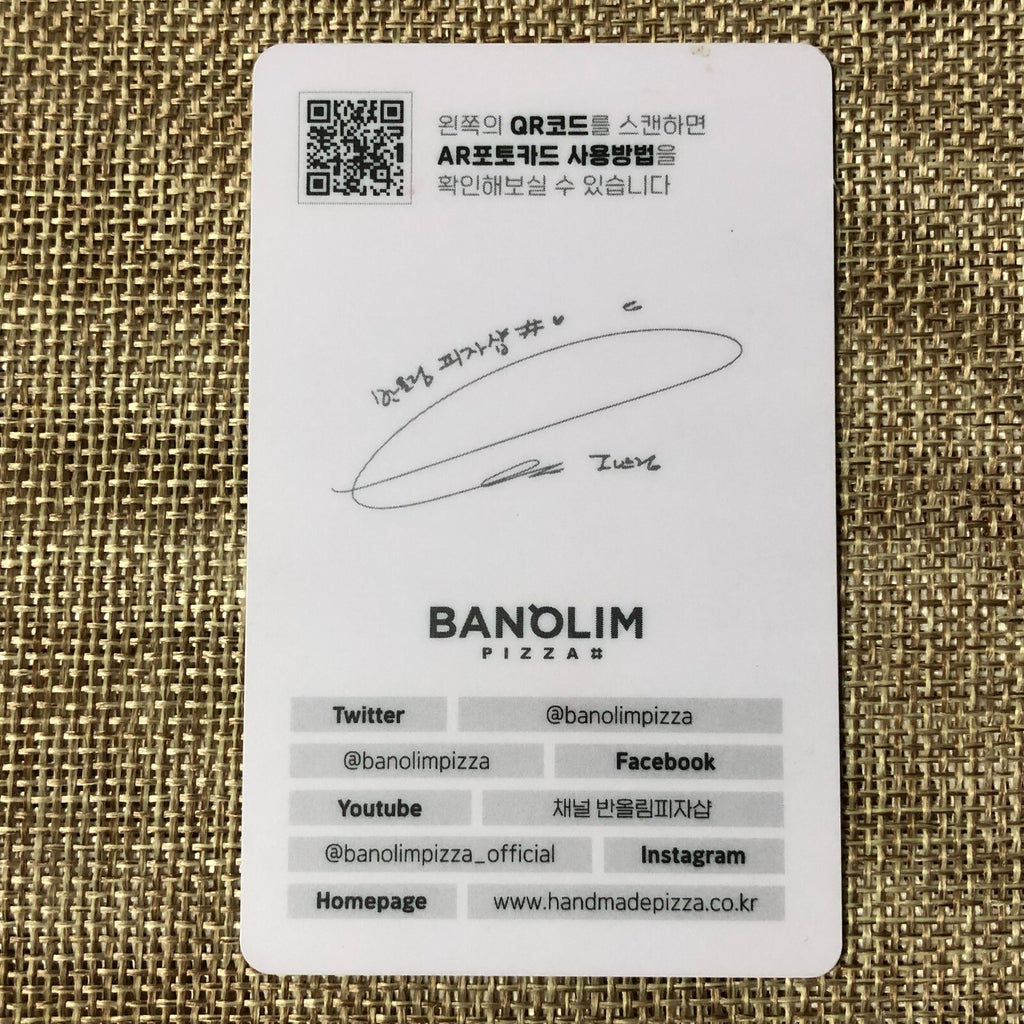 왼쪽의 QR코드를 스캔하면
AR포토카드 사용방법을
확인해보실 수 있습니다
반올림 피자샵 #♥
BANOLIM
PIZZA #
Twitter @banolimpizza
@banolimpizza Facebook
Youtube 채널 반올림피자샵
@banolimpizza_official Instagram
Homepage www.handmadepizza.co.kr